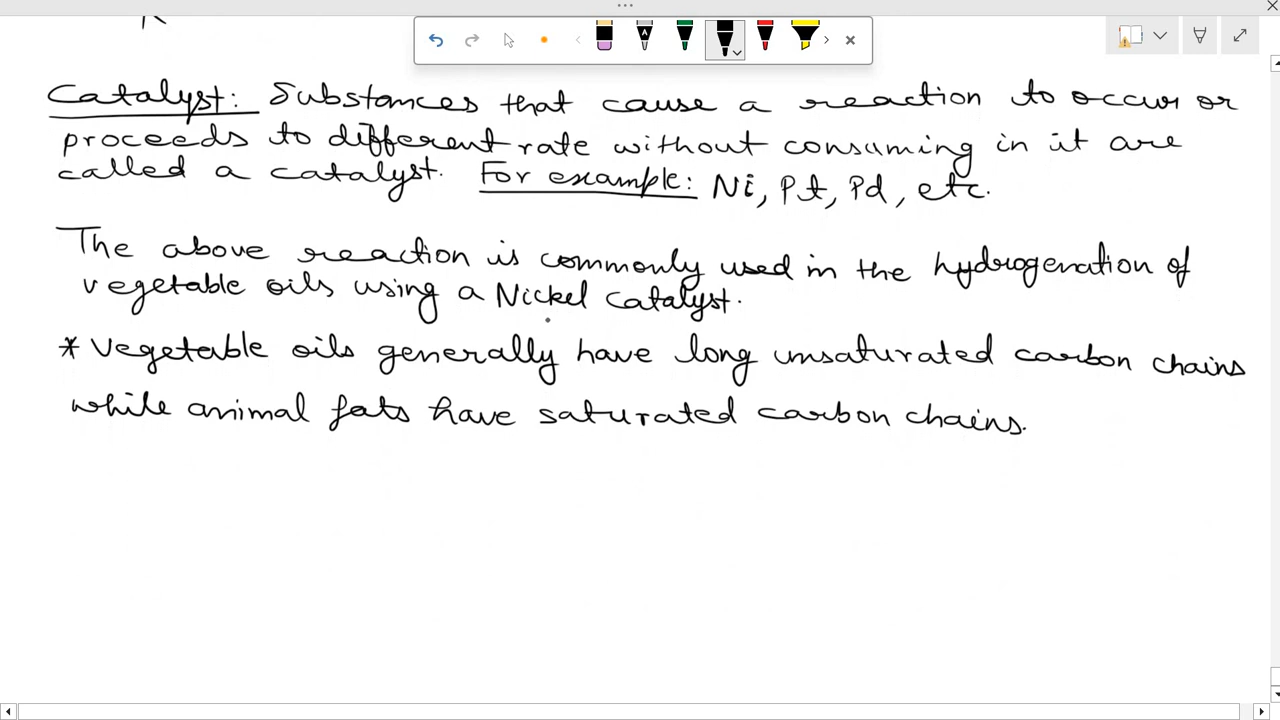 Catalyst: Substances that cause a reaction to occur or
proceeds to different rate without consuming in it are
called a catalyst. For example: Ni, Pt, Pd, etc.
The above reaction is commonly used in the hydrogenation of
vegetable oils using a Nickel catalyst.
* Vegetable oils generally have long unsaturated carbon chains
while animal fats have saturated carbon chains.